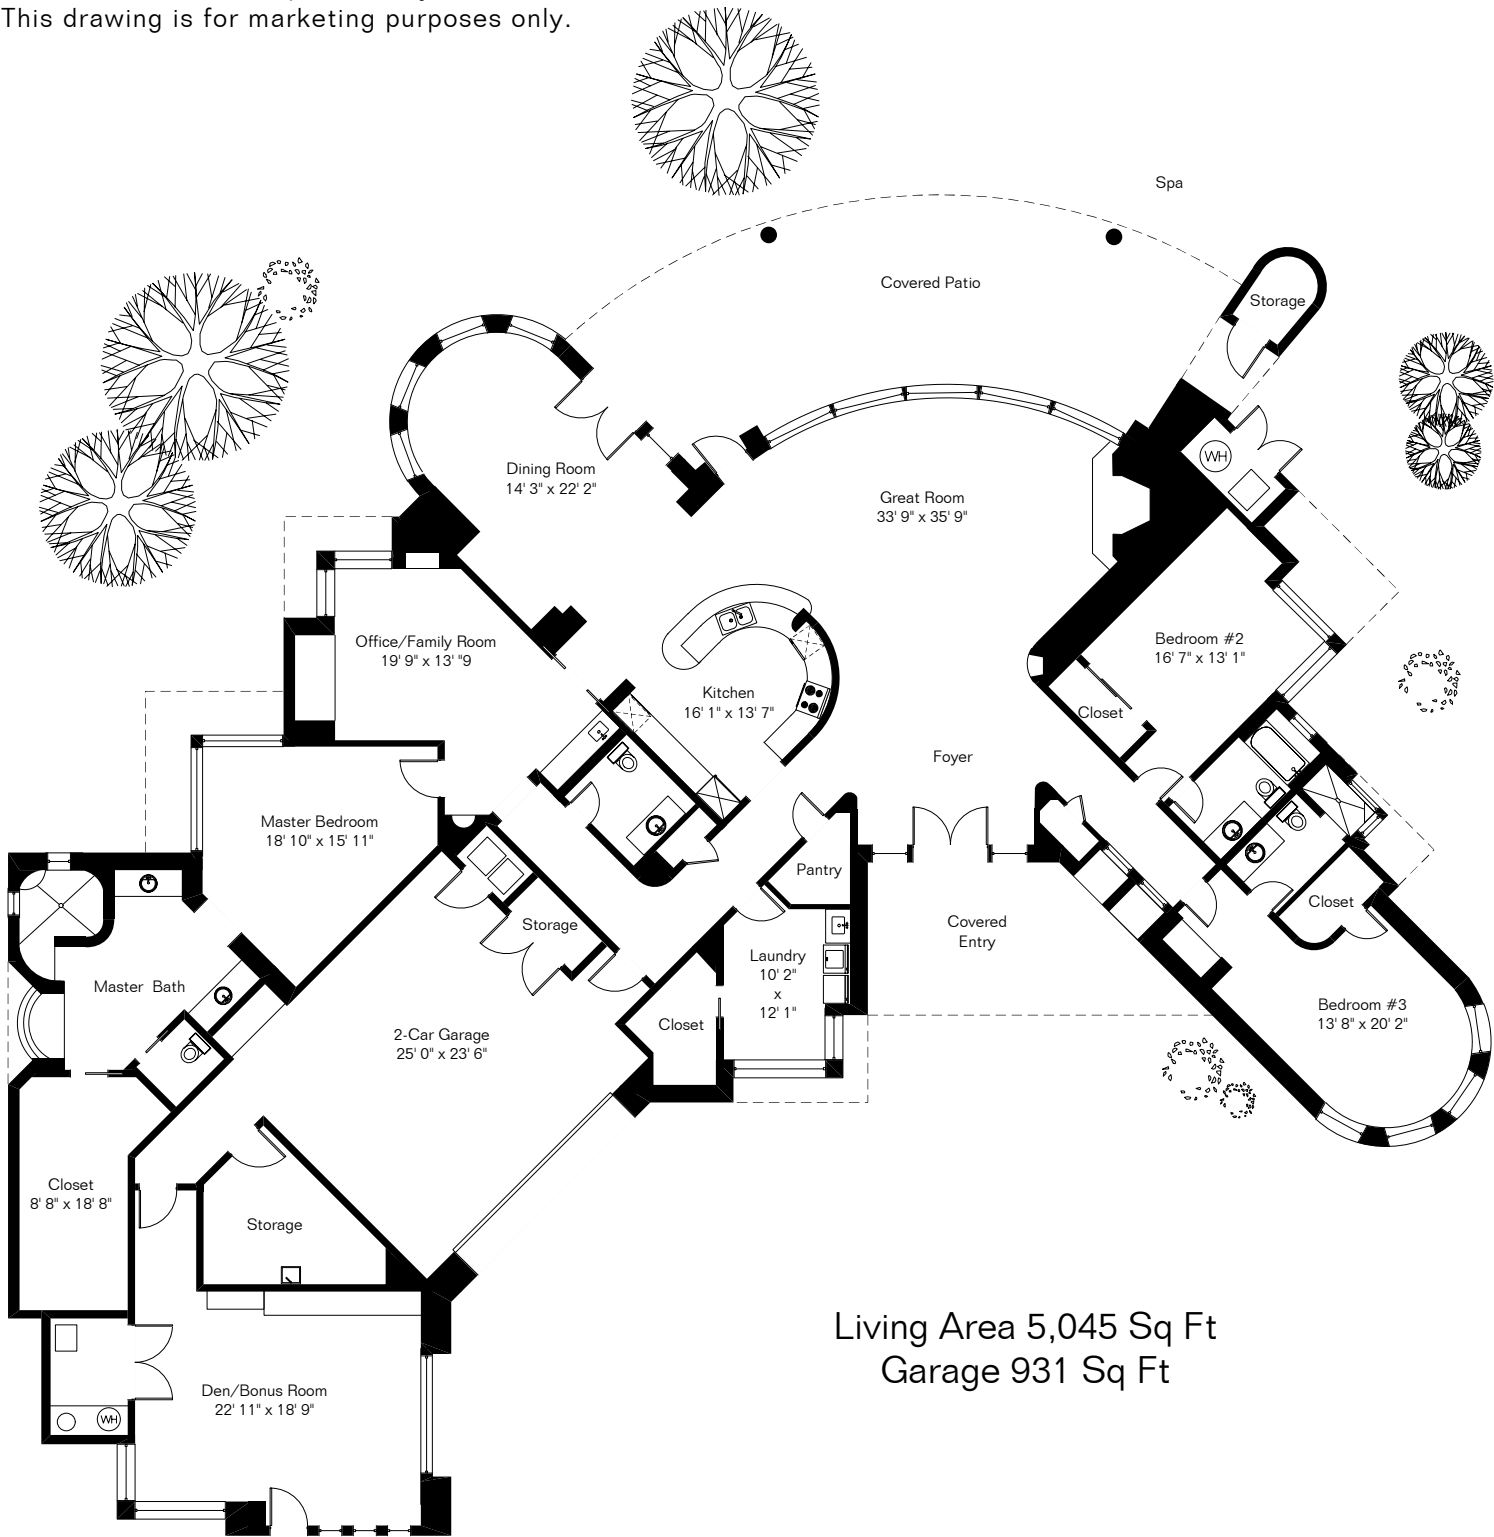 This drawing is for marketing purposes only.
Spa
Covered Patio
Storage
WH
Dining Room
14' 3" x 22' 2"
Great Room
33' 9" x 35' 9"
Office/Family Room
19' 9" x 13' "9
Bedroom #2
16' 7" x 13' 1"
Kitchen
16' 1" x 13' 7"
Closet
Foyer
Master Bedroom
18' 10" x 15' 11"
Pantry
Closet
Storage
Covered
Entry
Laundry
10' 2"
x
12' 1"
Master Bath
Bedroom #3
13' 8" x 20' 2"
Closet
2-Car Garage
25' 0" x 23' 6"
Closet
8' 8" x 18' 8"
Storage
Living Area 5,045 Sq Ft
Garage 931 Sq Ft
Den/Bonus Room
22' 11" x 18' 9"
WH